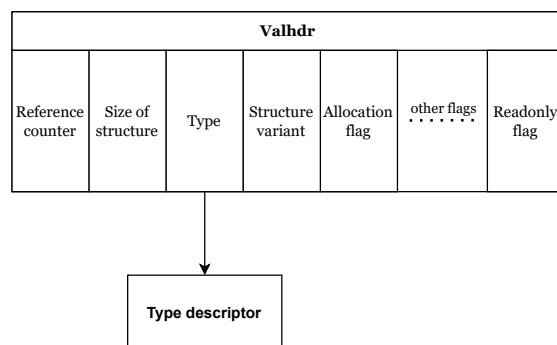 Valhdr
Reference
counter
Size of
structure
Type
Structure
variant
Allocation
flag
other flags
Readonly
flag
Type descriptor